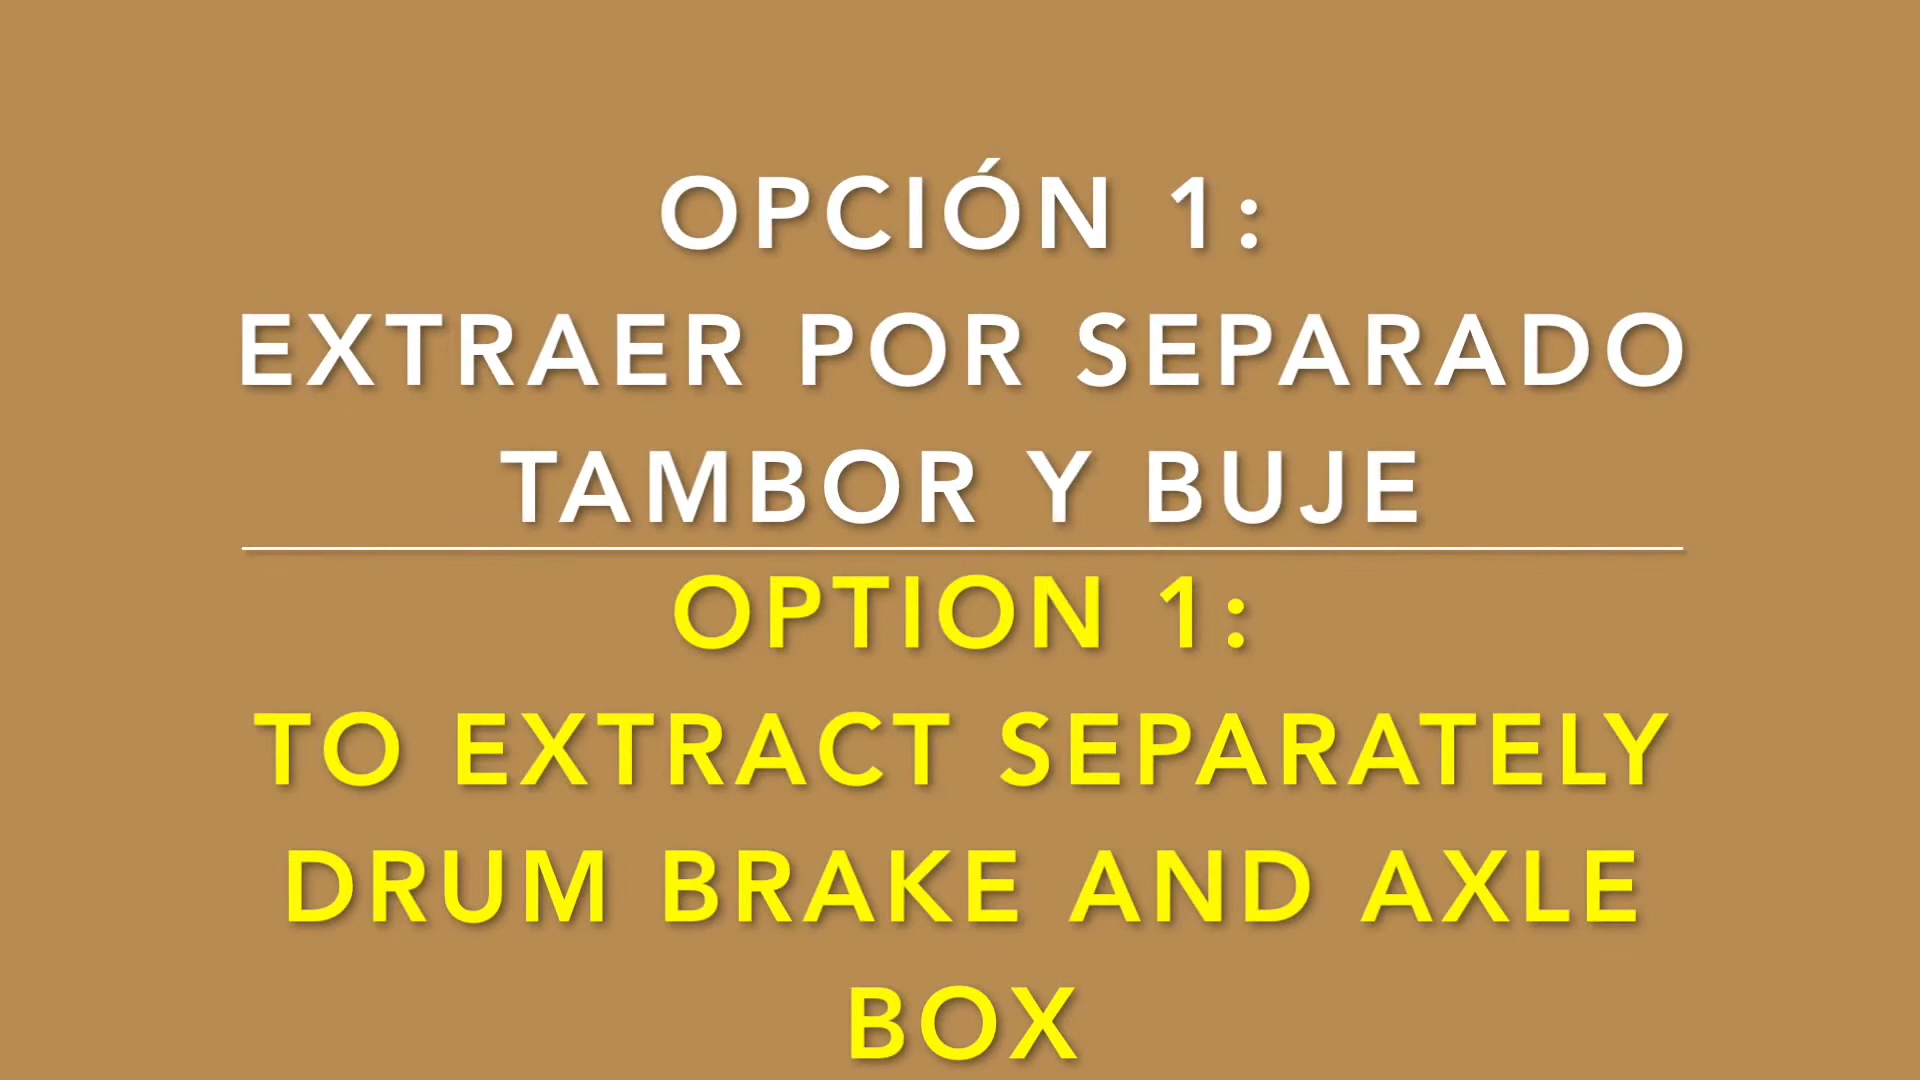 OPCIÓN 1:
EXTRAER POR SEPARADO
TAMBOR Y BUJE
OPTION 1:
TO EXTRACT SEPARATELY
DRUM BRAKE AND AXLE
BOX